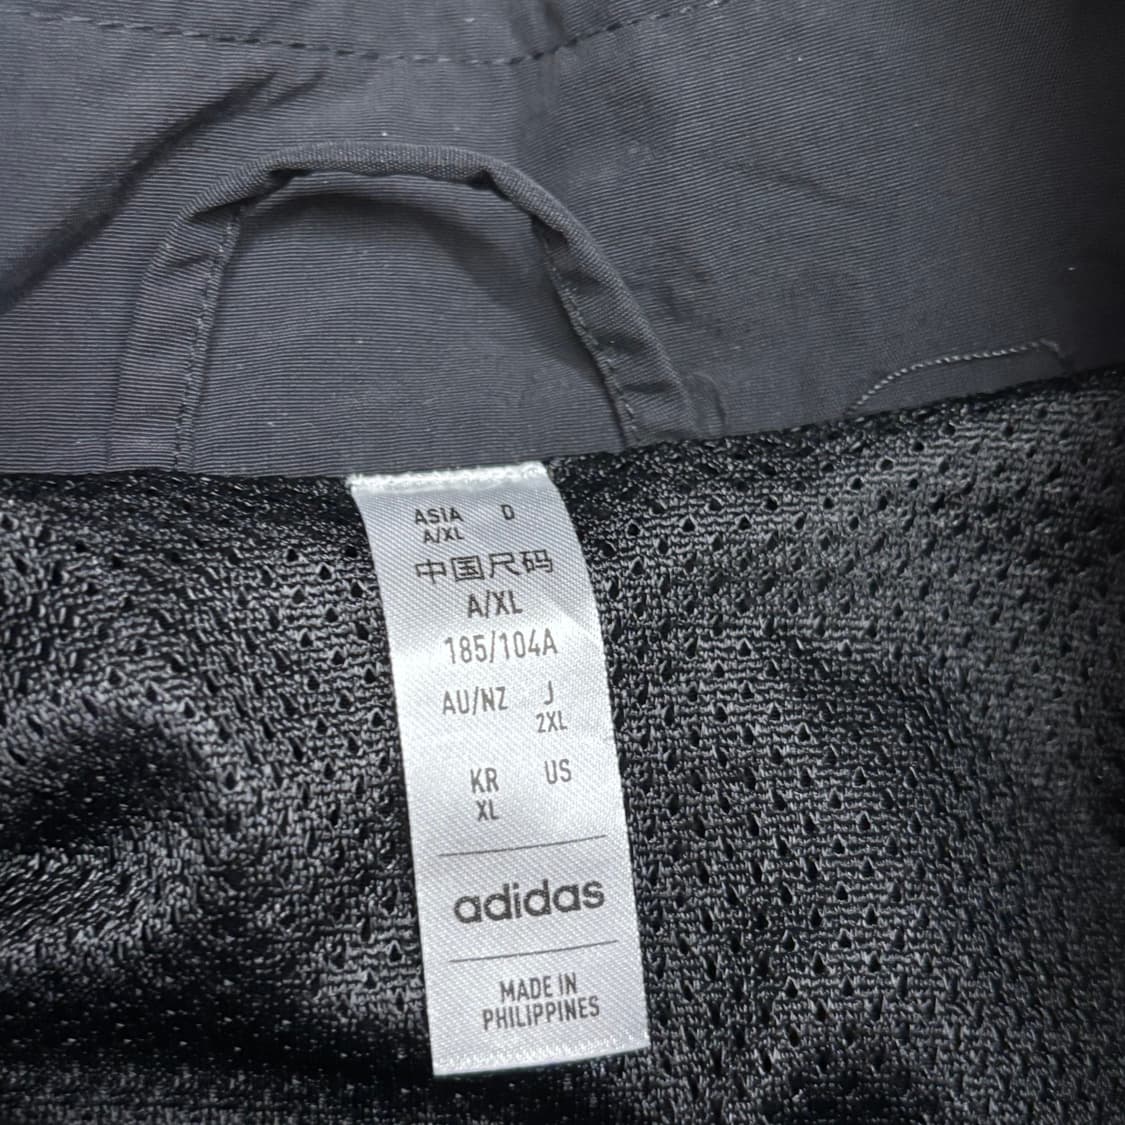 ASIA D
A/XL
中国尺码
A/XL
185/104A
AU/NZ J
2XL
KR US
XL
adidas
MADE IN
PHILIPPINES